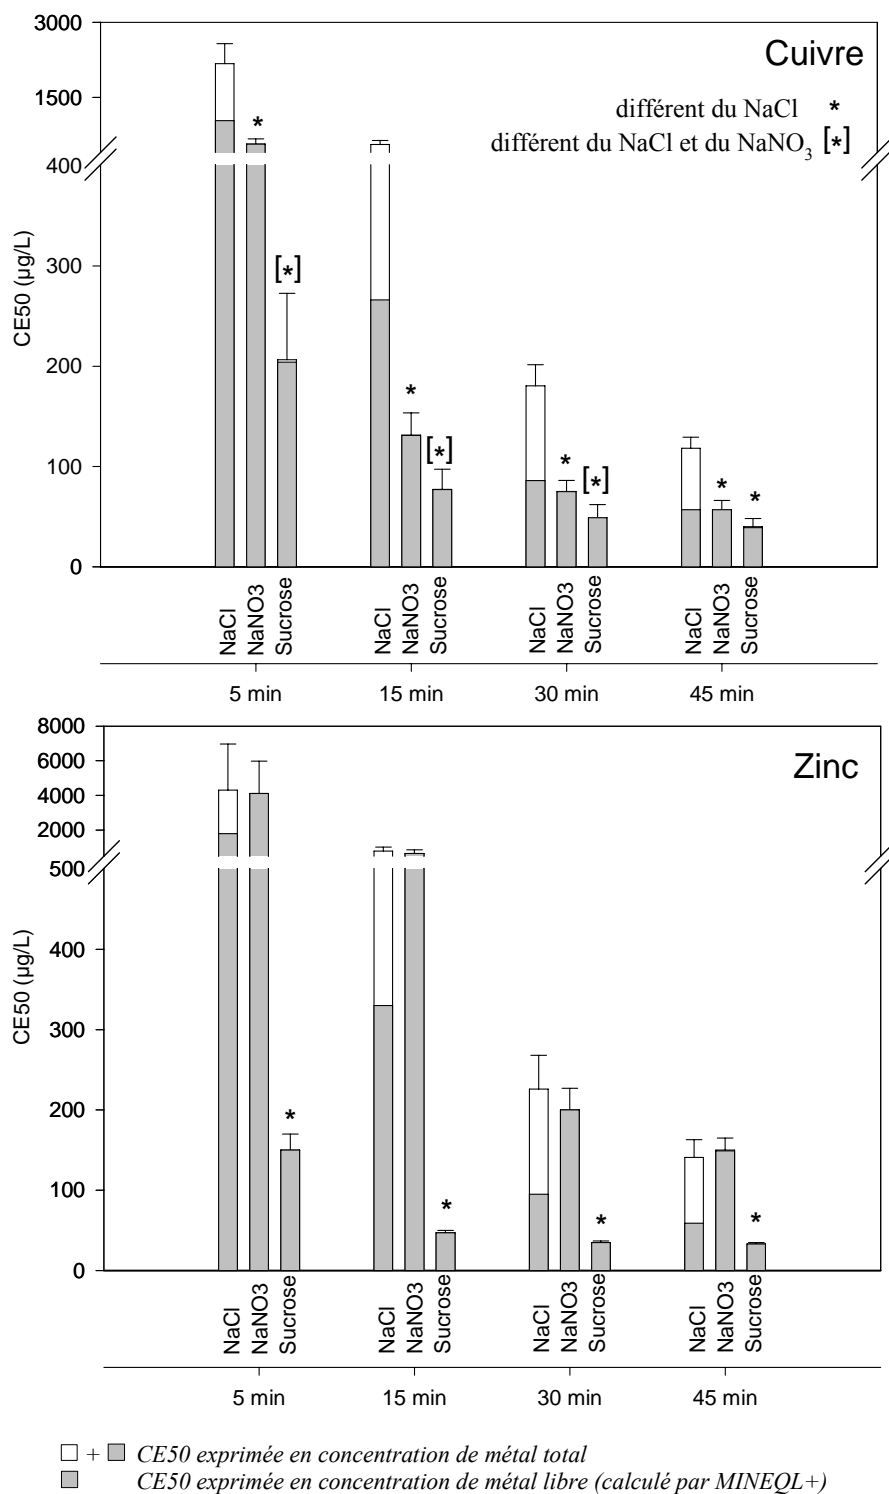 Cuivre
différent du NaCl *
différent du NaCl et du NaNO3 [*]
3000
1500
400
300
200
100
0
CE50 (µg/L)
*
[*]
*
[*]
*
[*]
*
*
NaCl
NaNO3
Sucrose
NaCl
NaNO3
Sucrose
NaCl
NaNO3
Sucrose
NaCl
NaNO3
Sucrose
5 min 15 min 30 min 45 min
Zinc
8000
6000
4000
2000
500
400
300
200
100
0
CE50 (µg/L)
*
*
*
*
NaCl
NaNO3
Sucrose
NaCl
NaNO3
Sucrose
NaCl
NaNO3
Sucrose
NaCl
NaNO3
Sucrose
5 min 15 min 30 min 45 min
+ CE50 exprimée en concentration de métal total
CE50 exprimée en concentration de métal libre (calculé par MINEQL+)